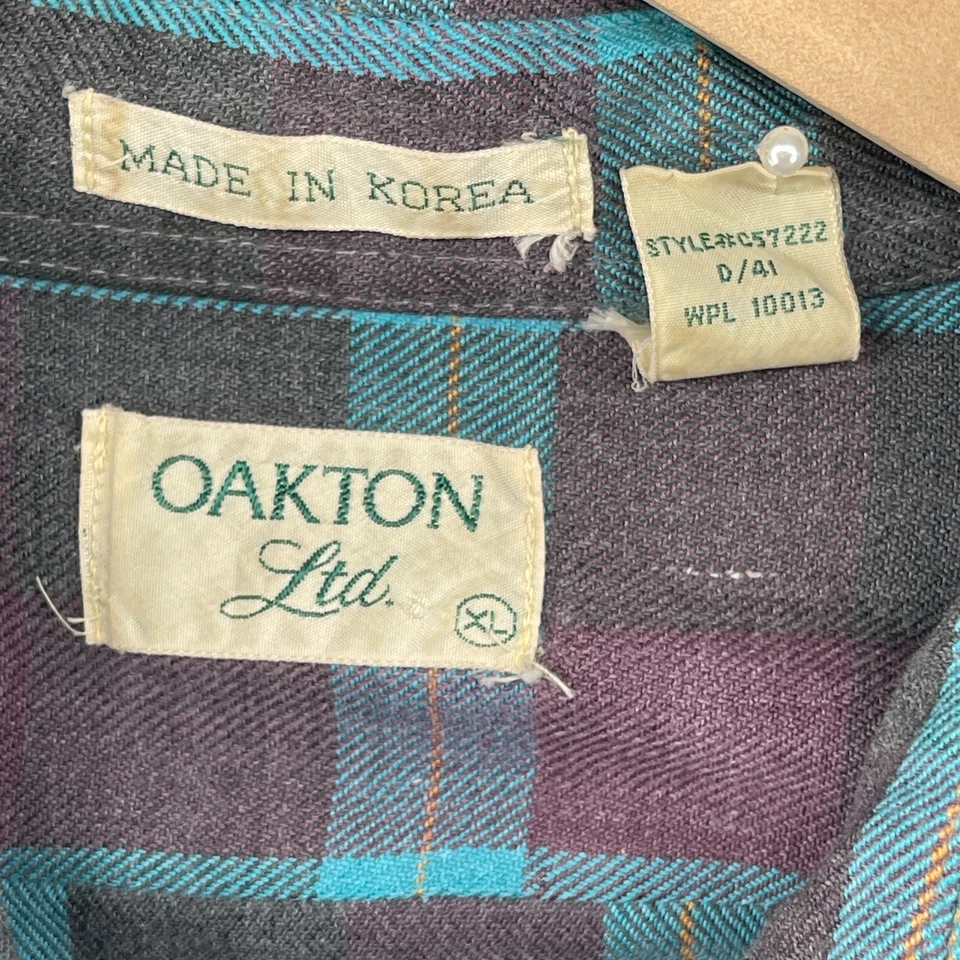 MADE IN KOREA
STYLE#C57222
D/41
WPL 10013
OAKTON
Ltd.
XL